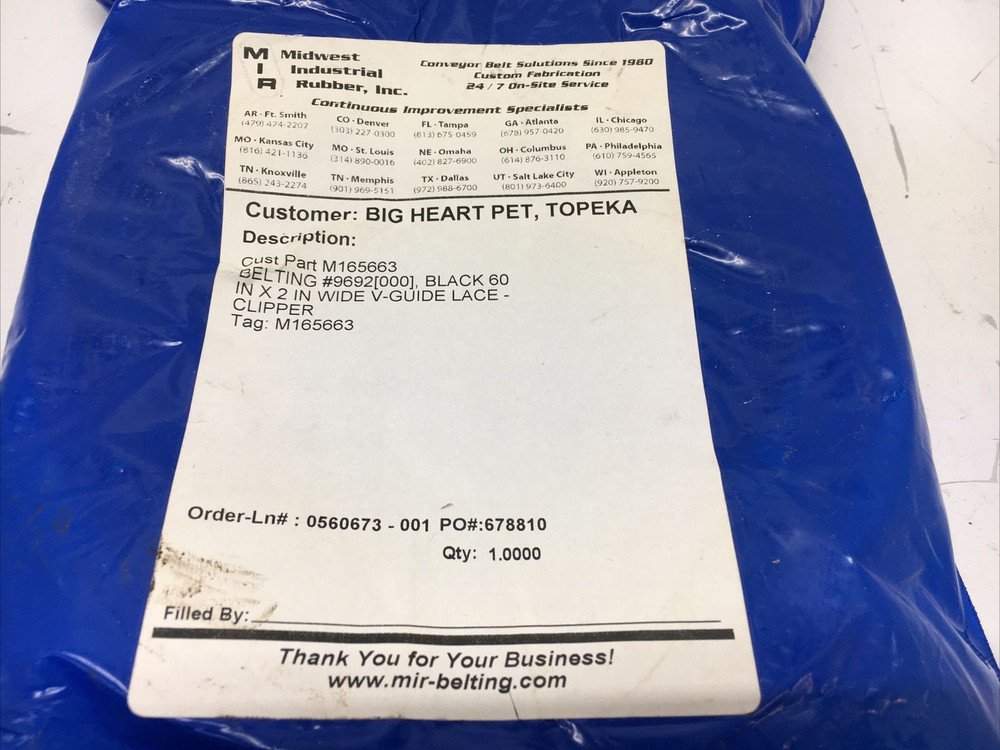 MIR Midwest Industrial Rubber, Inc.
Conveyor Belt Solutions Since 1980
Custom Fabrication
24 / 7 On-Site Service
Continuous Improvement Specialists
AR · Ft. Smith CO · Denver FL · Tampa GA · Atlanta IL · Chicago
(479) 474-2207 (303) 227-0300 (813) 675-0459 (678) 957-0420 (630) 985-9470
MO · Kansas City MO · St. Louis NE · Omaha OH · Columbus PA · Philadelphia
(816) 421-1136 (314) 890-0016 (402) 827-6900 (614) 876-3110 (610) 759-4565
TN · Knoxville TN · Memphis TX · Dallas UT · Salt Lake City WI · Appleton
(865) 243-2274 (901) 969-5151 (972) 988-6700 (801) 973-6400 (920) 757-9200
Customer: BIG HEART PET, TOPEKA
Description:
Cust Part M165663
BELTING #9692[000], BLACK 60
IN X 2 IN WIDE V-GUIDE LACE -
CLIPPER
Tag: M165663
Order-Ln# : 0560673 - 001 PO#:678810
Qty: 1.0000
Filled By:
Thank You for Your Business!
www.mir-belting.com